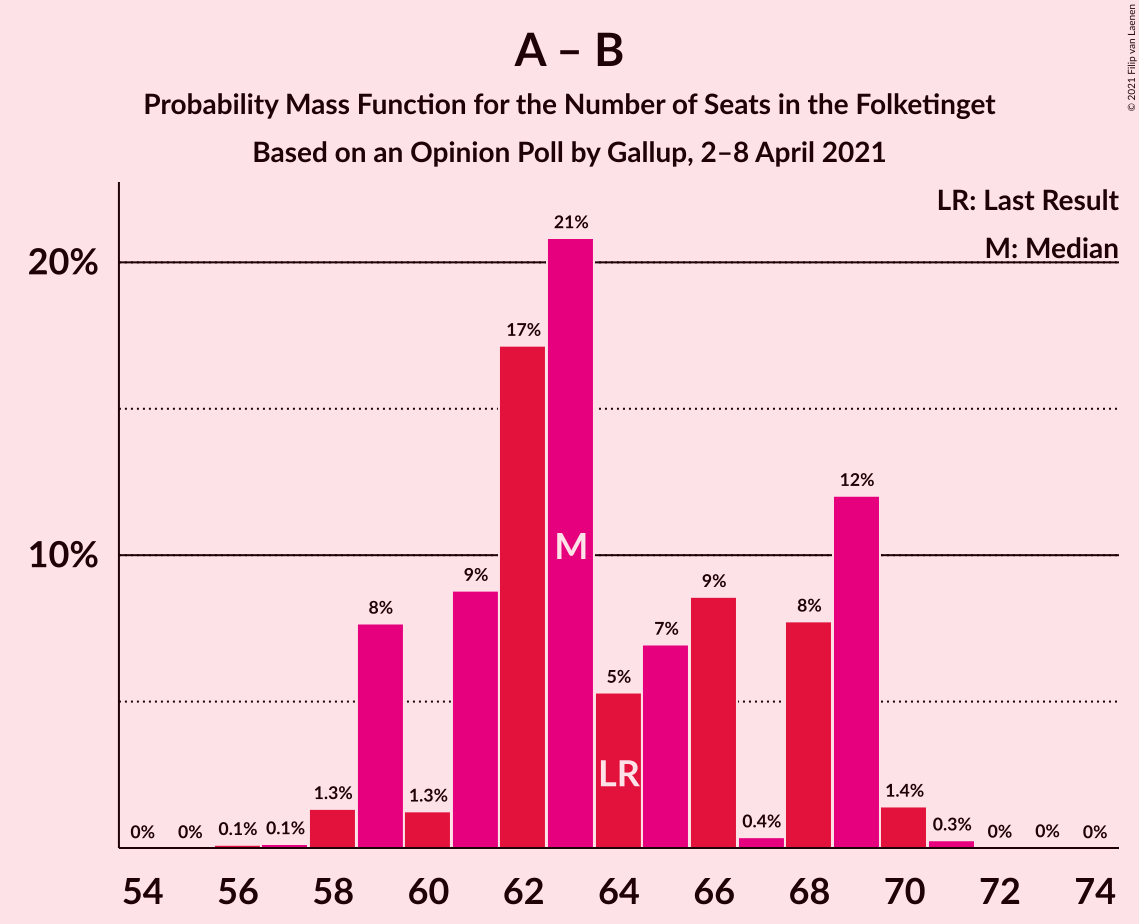 A – B
Probability Mass Function for the Number of Seats in the Folketinget
Based on an Opinion Poll by Gallup, 2–8 April 2021
© 2021 Filip van Laenen
LR: Last Result
M: Median
20%
10%
0%
0%
0.1%
0.1%
1.3%
8%
1.3%
9%
17%
21%
5%
7%
9%
0.4%
8%
12%
1.4%
0.3%
0%
0%
0%
M
LR
54 56 58 60 62 64 66 68 70 72 74